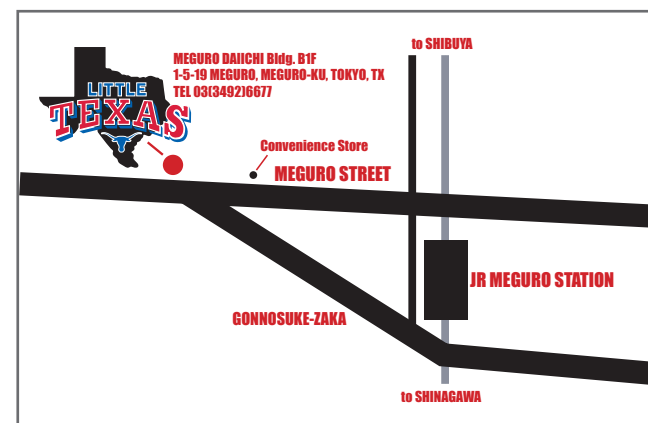 LITTLE
TEXAS
MEGURO DAIICHI Bldg. B1F
1-5-19 MEGURO, MEGURO-KU, TOKYO, TX
TEL 03(3492)6677
to SHIBUYA
Convenience Store
MEGURO STREET
JR MEGURO STATION
GONNOSUKE-ZAKA
to SHINAGAWA